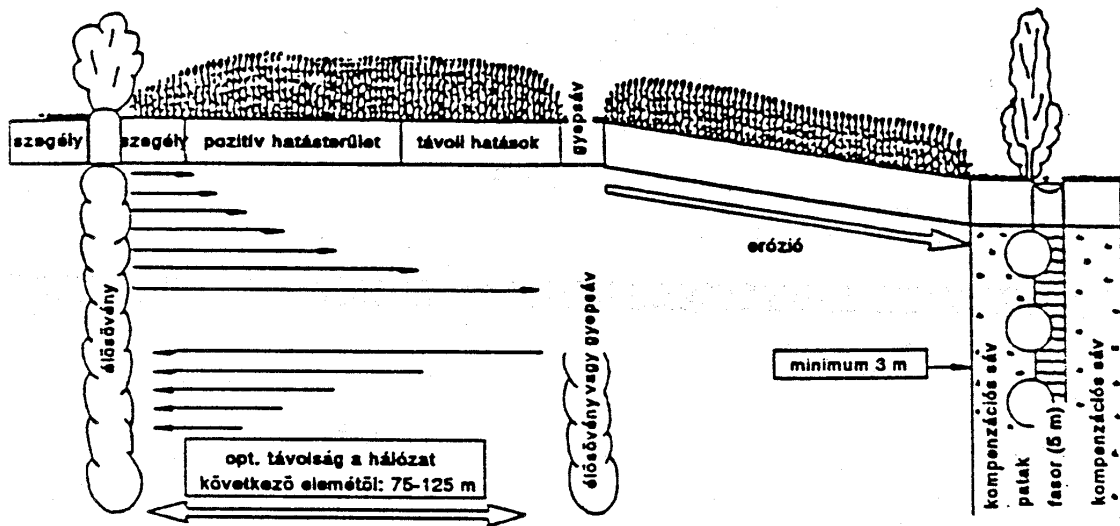 szegély
szegély
pozitív hatásterület
távoli hatások
gyepsáv
erózió
élősövény
élősövény vagy gyepsáv
minimum 3 m
opt. távolság a hálózat
következő elemétől: 75-125 m
kompenzációs sáv
patak
fasor (5 m)
kompenzációs sáv